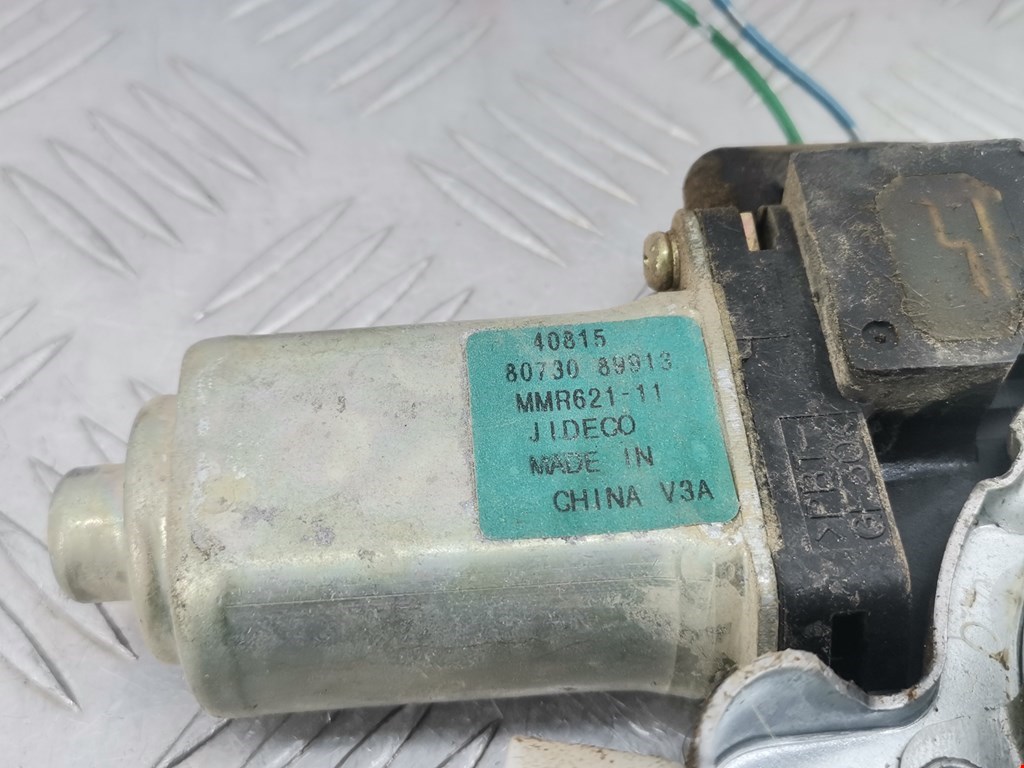 40815
80730 89913
MMR621-11
JIDECO
MADE IN
CHINA V3A